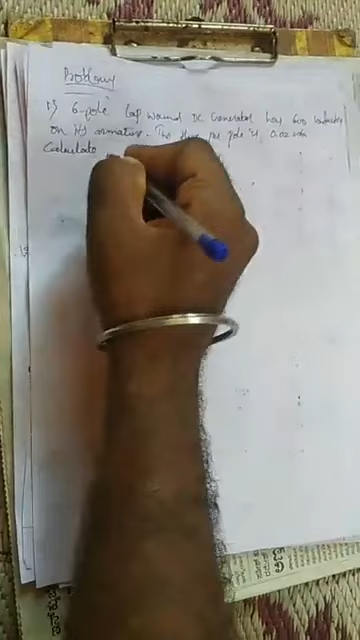 Problems
1) 6-pole lap wound DC Generator has 600 conductors
on its armature. The flux per pole is 0.02 wb
Calculate